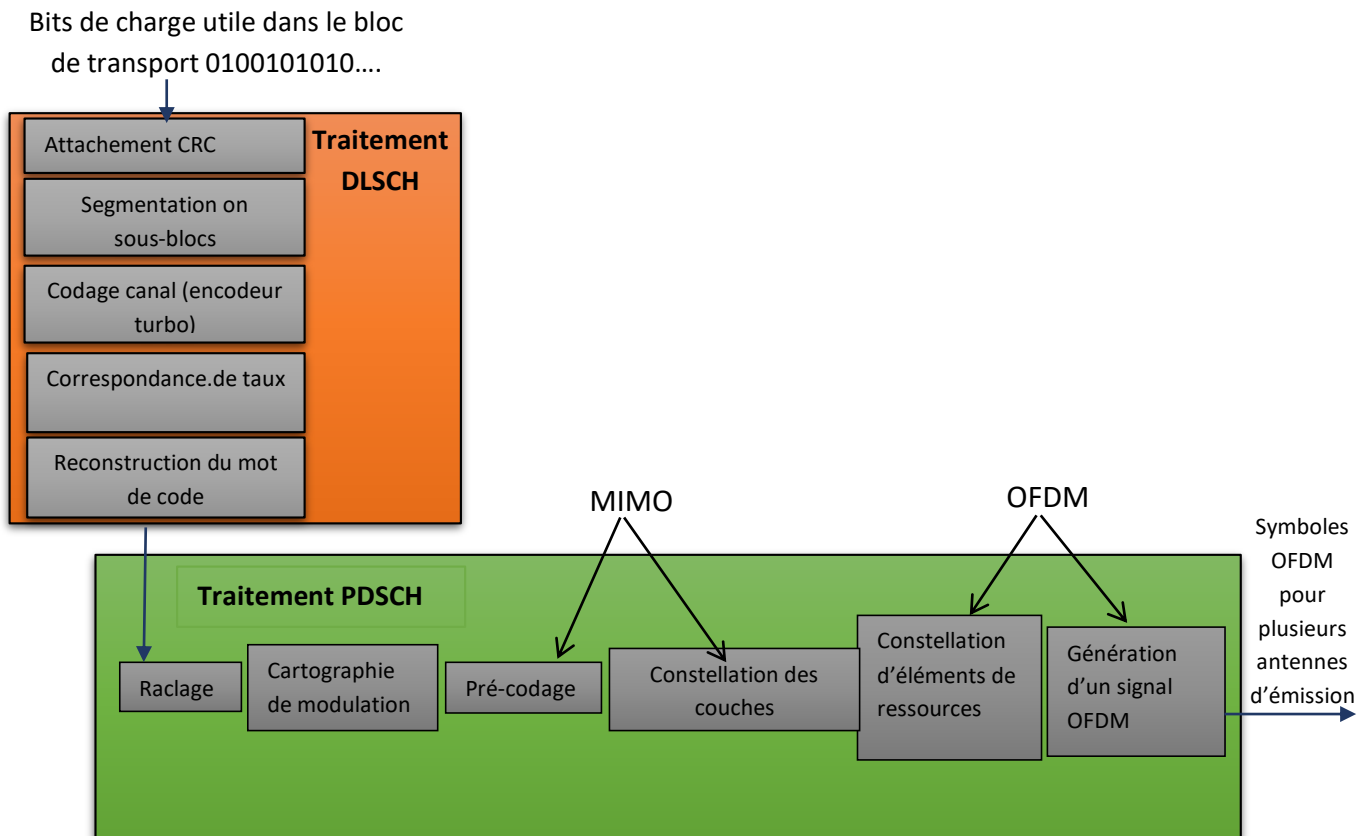 Bits de charge utile dans le bloc
de transport 0100101010….
Attachement CRC
Traitement
DLSCH
Segmentation on
sous-blocs
Codage canal (encodeur
turbo)
Correspondance.de taux
Reconstruction du mot
de code
MIMO
OFDM
Symboles
OFDM
pour
plusieurs
antennes
d’émission
Traitement PDSCH
Raclage
Cartographie
de modulation
Pré-codage
Constellation des
couches
Constellation
d’éléments de
ressources
Génération
d’un signal
OFDM